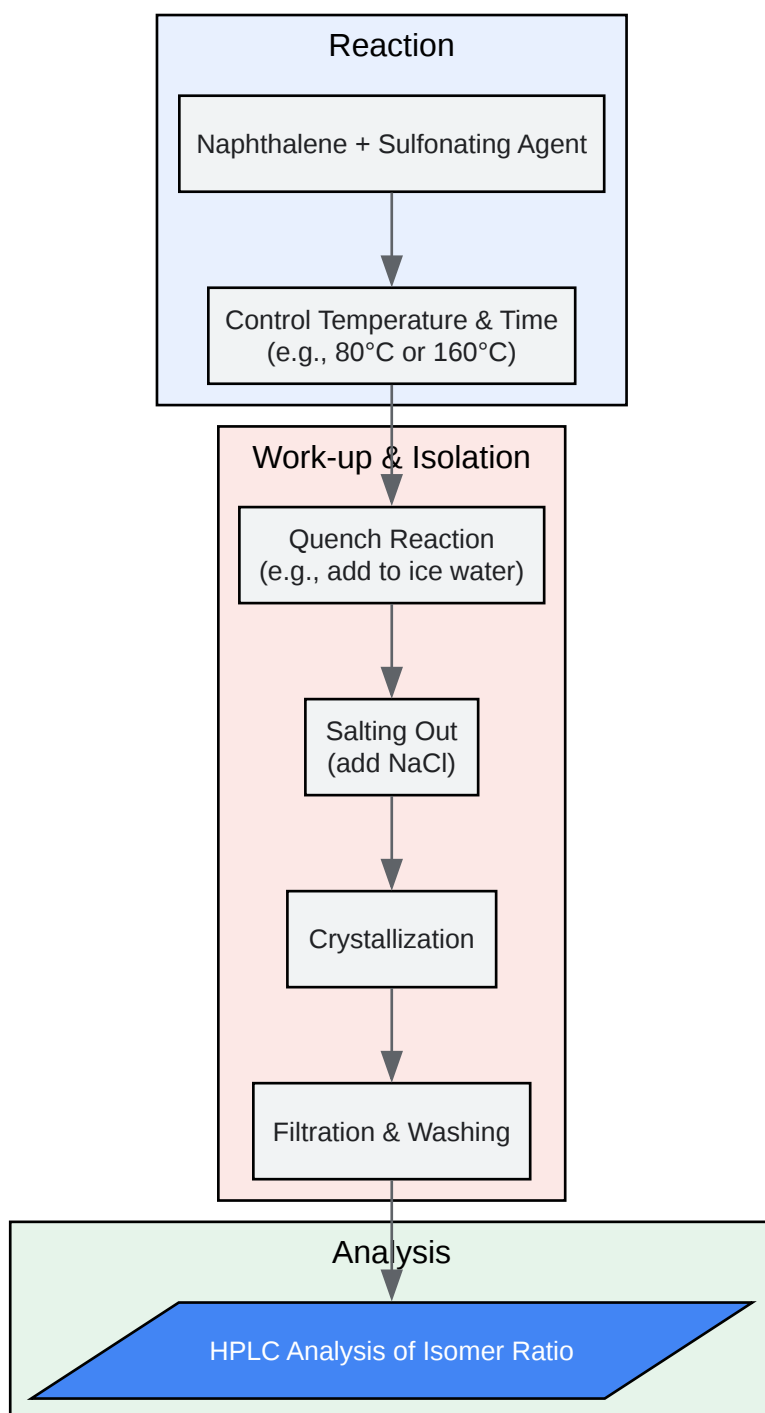 Reaction
Naphthalene + Sulfonating Agent
Control Temperature & Time
(e.g., 80°C or 160°C)
Work-up & Isolation
Quench Reaction
(e.g., add to ice water)
Salting Out
(add NaCl)
Crystallization
Filtration & Washing
Analysis
HPLC Analysis of Isomer Ratio